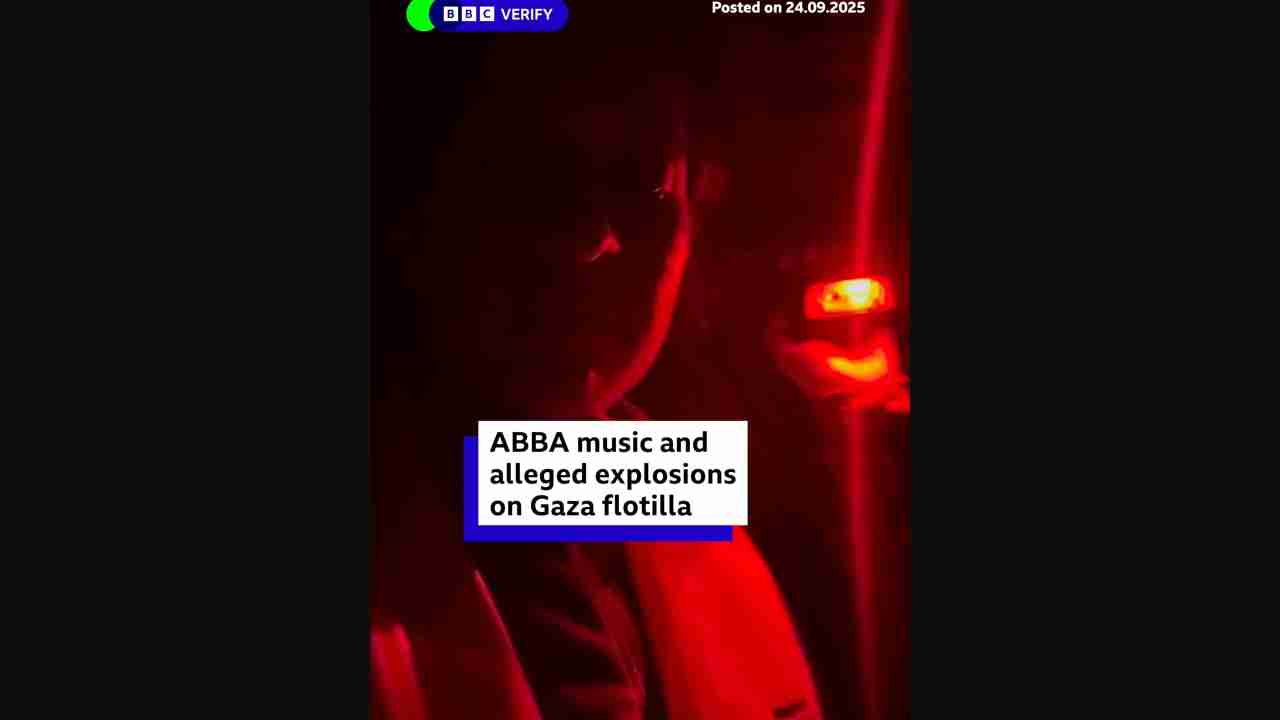 BBC VERIFY
Posted on 24.09.2025
ABBA music and
alleged explosions
on Gaza flotilla